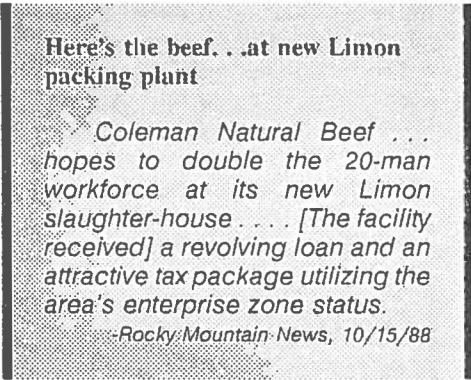 Here's the beef. . .at new Limon
packing plant
Coleman Natural Beef . . .
hopes to double the 20-man
workforce at its new Limon
slaughter-house . . . . [The facility
received] a revolving loan and an
attractive tax package utilizing the
area's enterprise zone status.
-Rocky Mountain News, 10/15/88